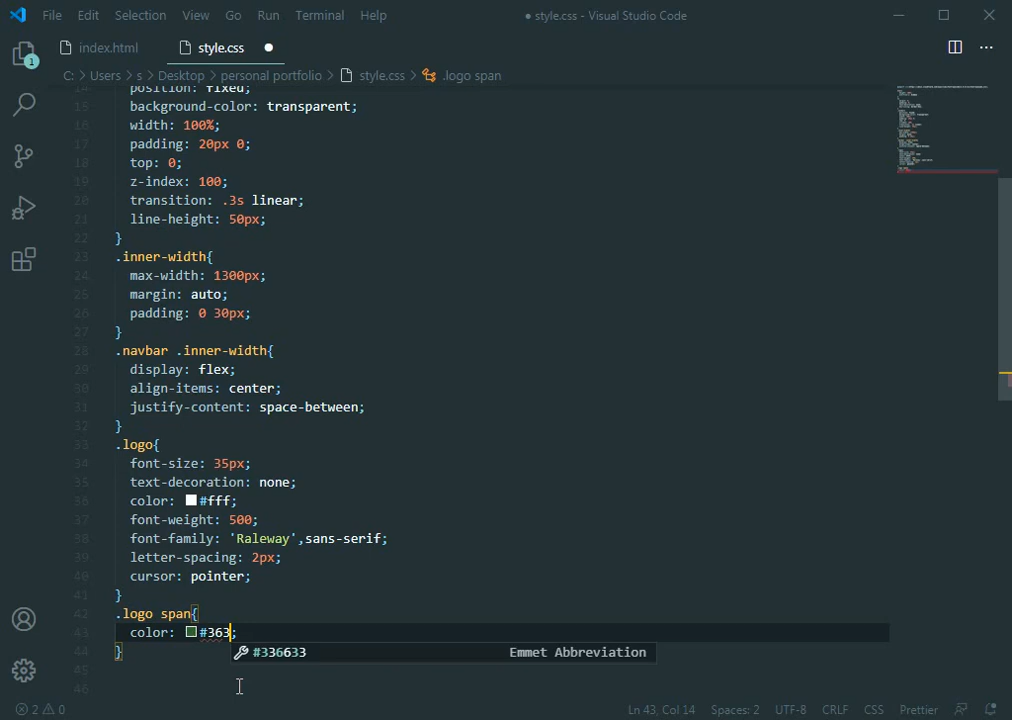 File Edit Selection View Go Run Terminal Help ● style.css - Visual Studio Code
index.html style.css
C: > Users > s > Desktop > personal portfolio > style.css > .logo span
14 position: fixed;
15 background-color: transparent;
16 width: 100%;
17 padding: 20px 0;
18 top: 0;
19 z-index: 100;
20 transition: .3s linear;
21 line-height: 50px;
22 }
23 .inner-width{
24 max-width: 1300px;
25 margin: auto;
26 padding: 0 30px;
27 }
28 .navbar .inner-width{
29 display: flex;
30 align-items: center;
31 justify-content: space-between;
32 }
33 .logo{
34 font-size: 35px;
35 text-decoration: none;
36 color: #fff;
37 font-weight: 500;
38 font-family: 'Raleway',sans-serif;
39 letter-spacing: 2px;
40 cursor: pointer;
41 }
42 .logo span{
43 color: #363;
44 }
#336633 Emmet Abbreviation
45
46
1
2 0 Ln 43, Col 14 Spaces: 2 UTF-8 CRLF CSS Prettier